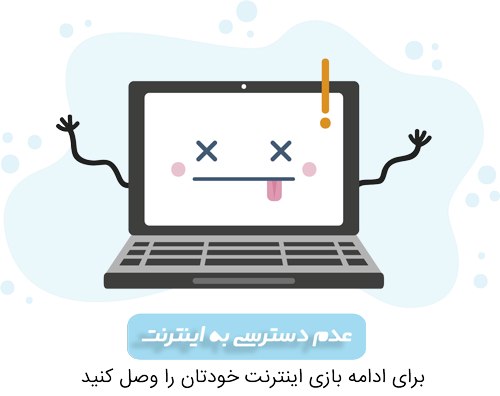 عدم دسترسی به اینترنت
برای ادامه بازی اینترنت خودتان را وصل کنید